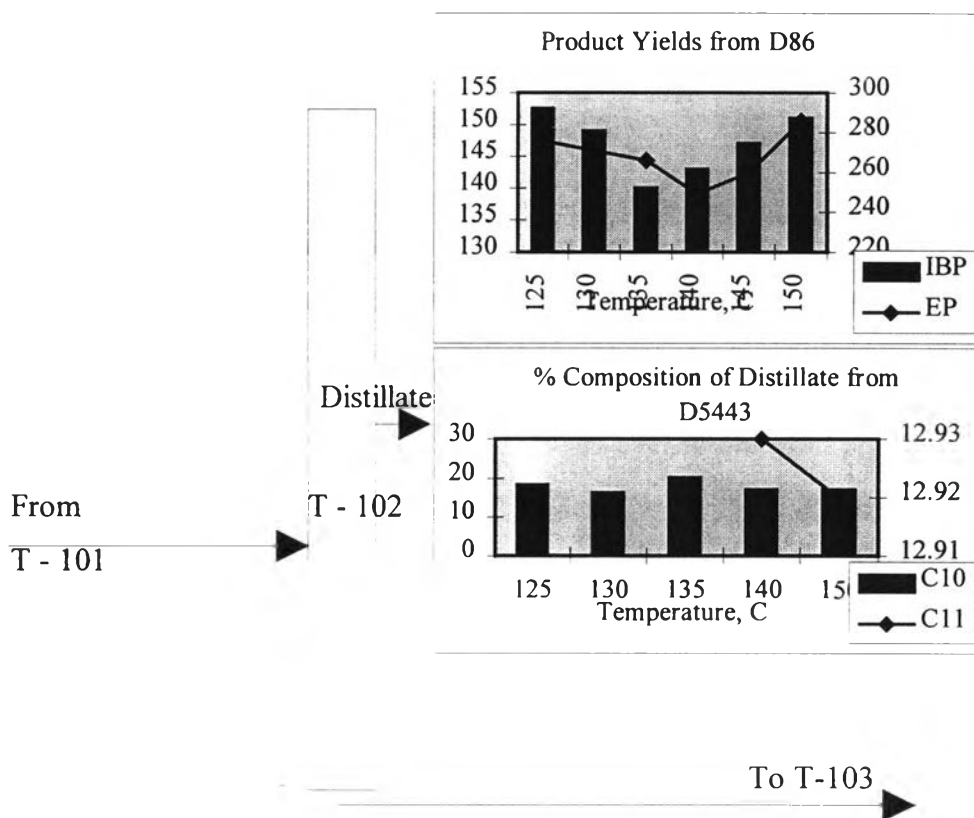 Product Yields from D86
155
150
145
140
135
130
300
280
260
240
220
125
130
135
140
145
150
Temperature, C
IBP
EP
% Composition of Distillate from
D5443
30
20
10
0
12.93
12.92
12.91
125
130
135
140
Temperature, C
C10
C11
Distillate
From
T - 101
T - 102
To T-103